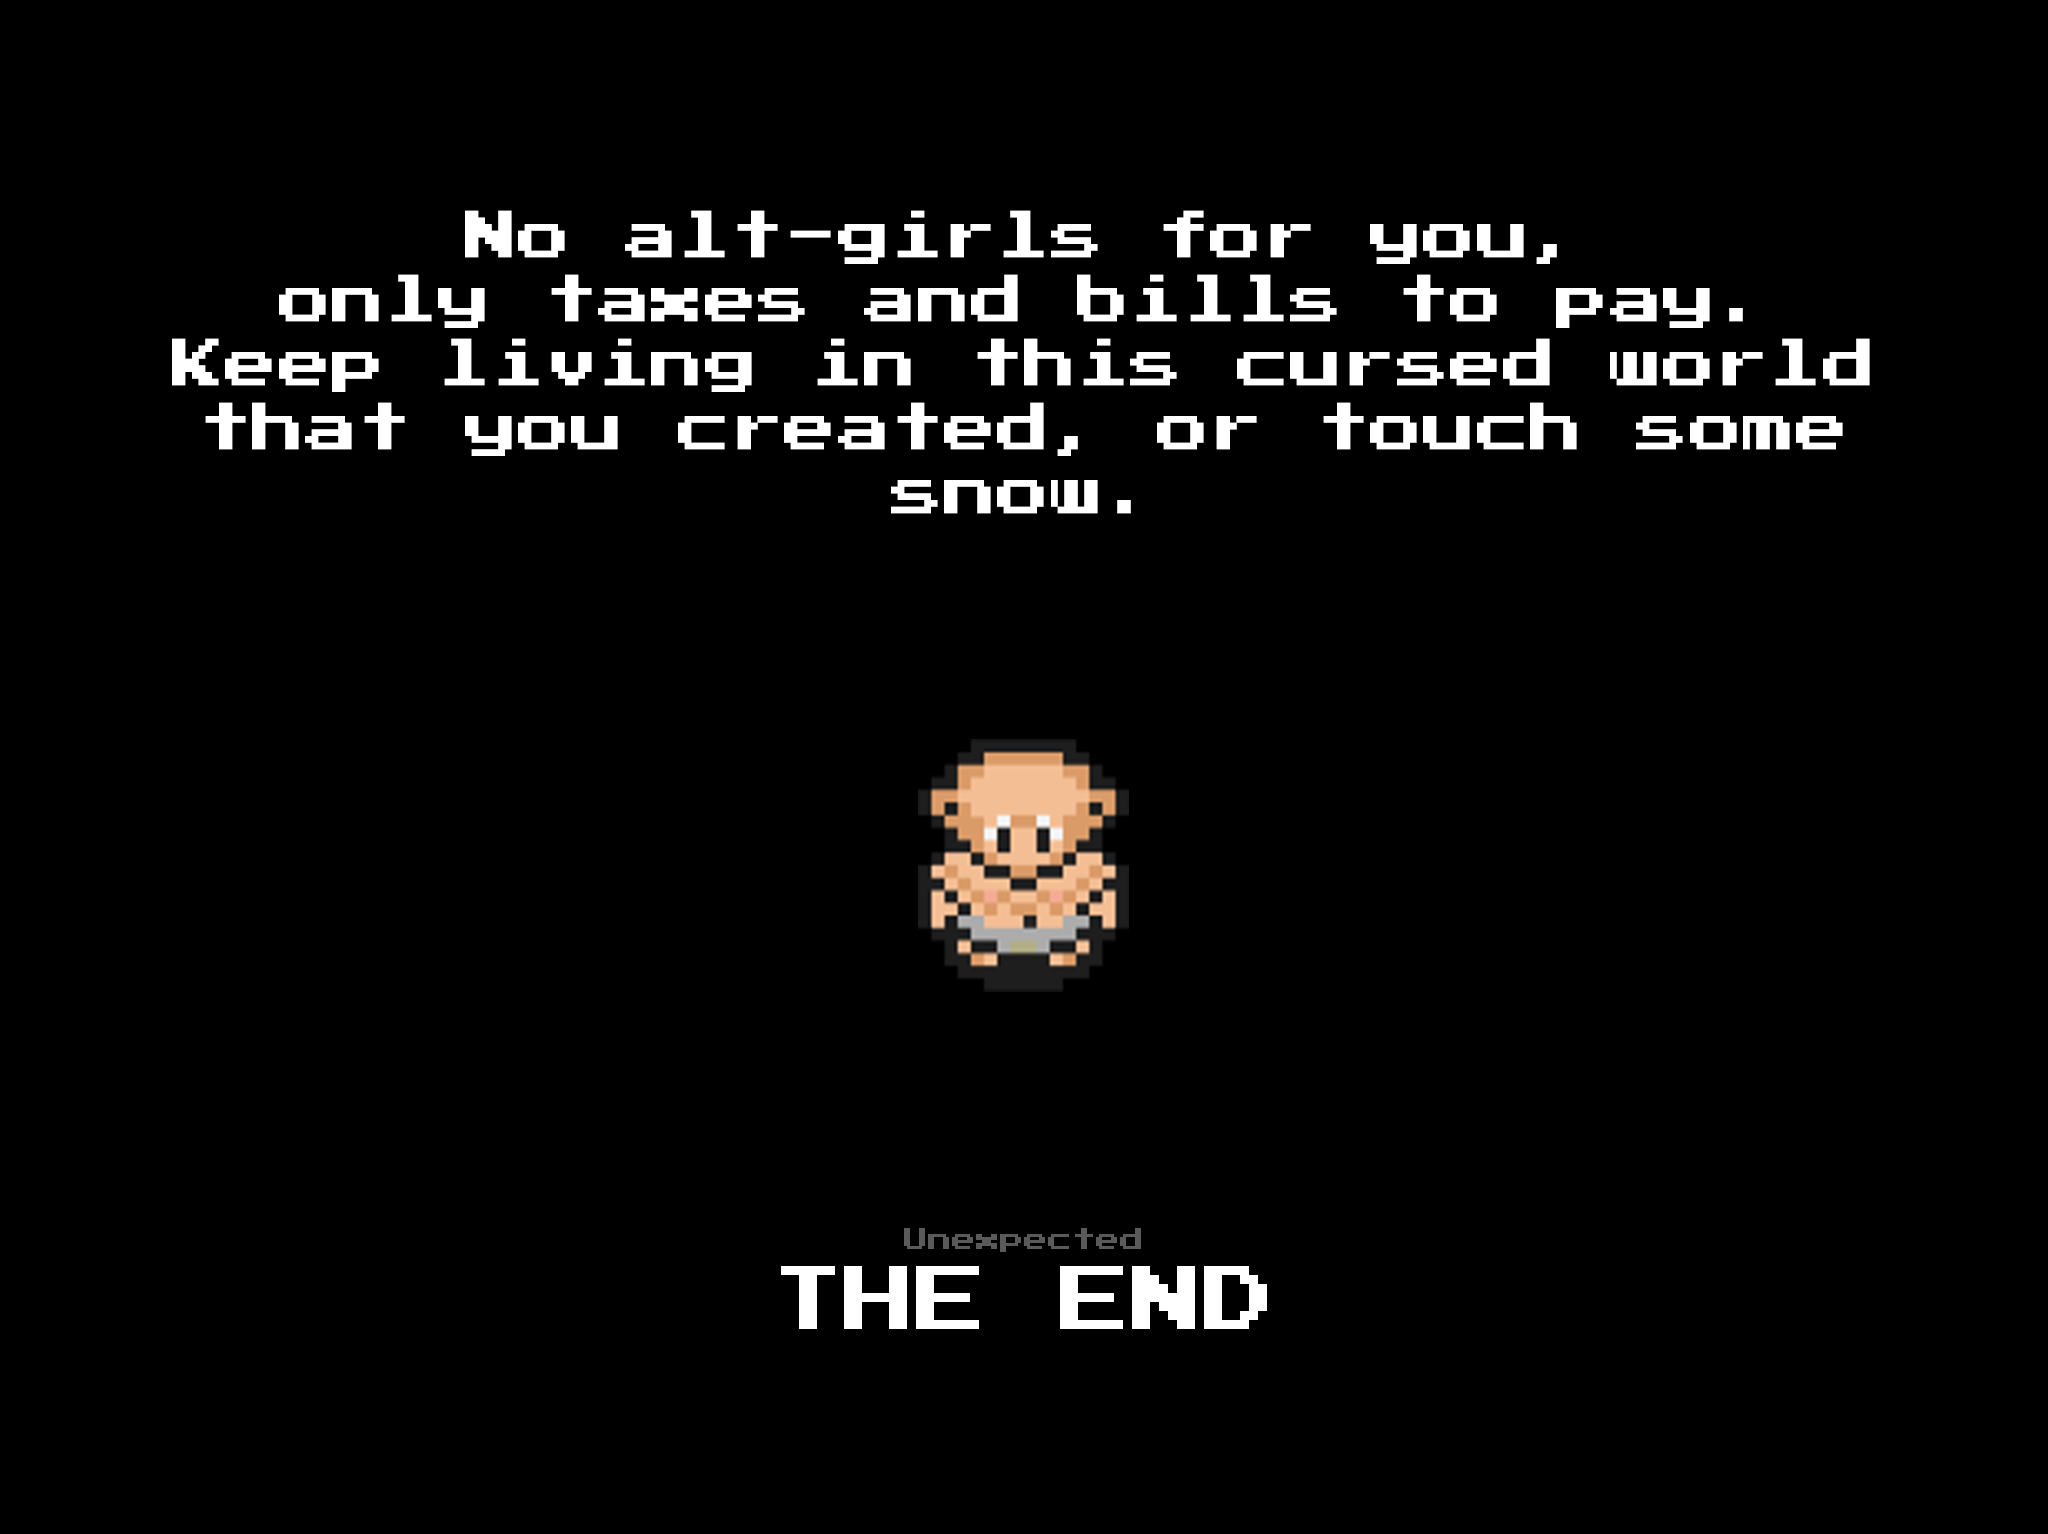 No alt-girls for you,
only taxes and bills to pay.
Keep living in this cursed world
that you created, or touch some
snow.
Unexpected
THE END